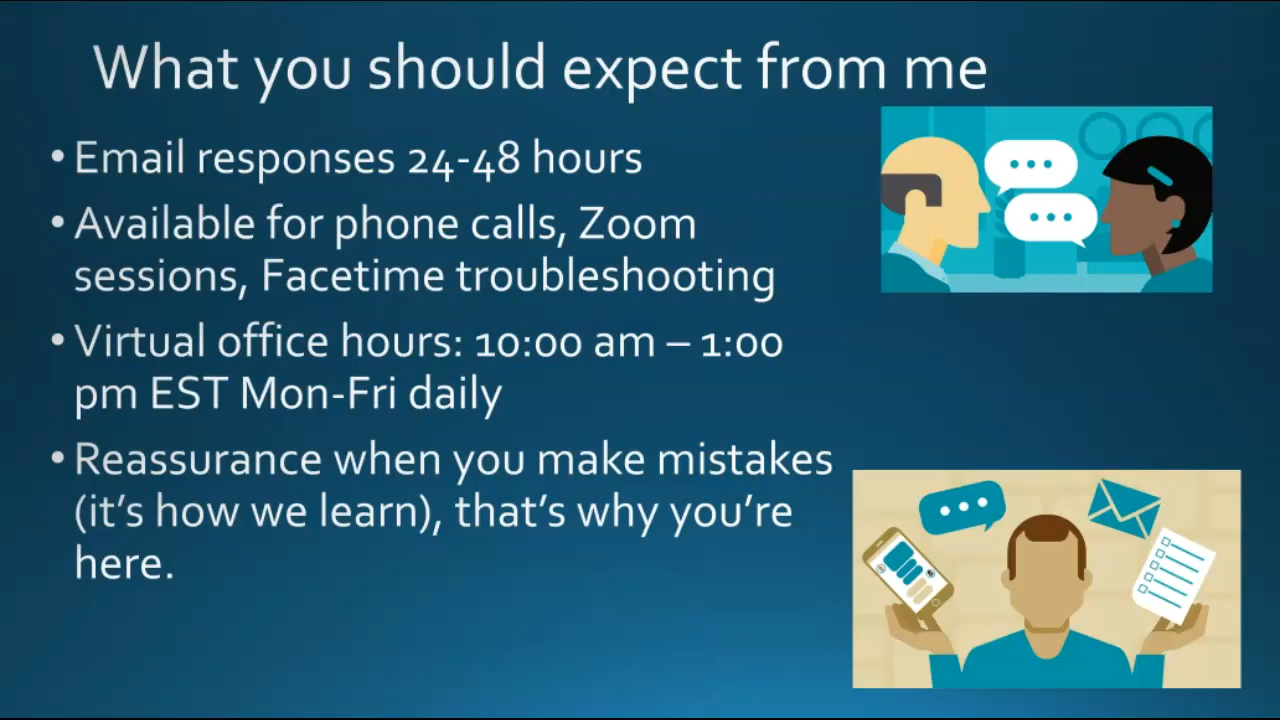 What you should expect from me
• Email responses 24-48 hours
• Available for phone calls, Zoom
sessions, Facetime troubleshooting
• Virtual office hours: 10:00 am – 1:00
pm EST Mon-Fri daily
• Reassurance when you make mistakes
(it’s how we learn), that’s why you’re
here.